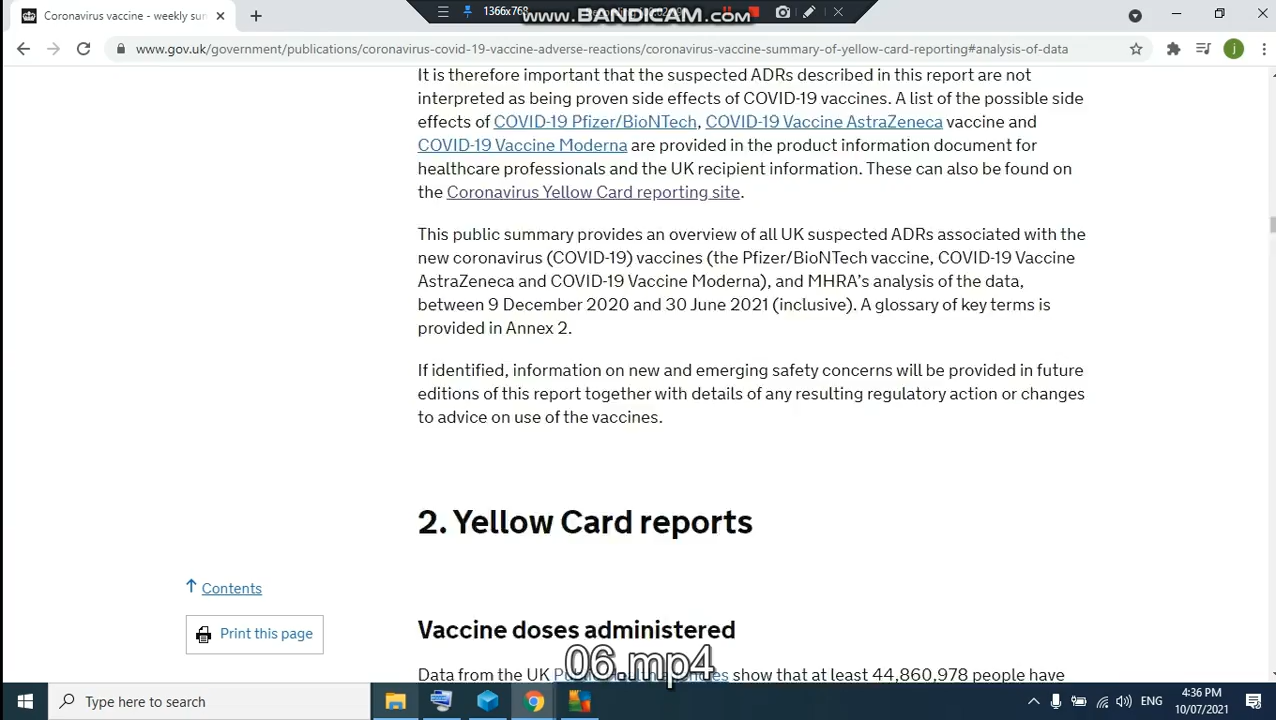 Coronavirus vaccine - weekly sum
1366x768
www.BANDICAM.com
www.gov.uk/government/publications/coronavirus-covid-19-vaccine-adverse-reactions/coronavirus-vaccine-summary-of-yellow-card-reporting#analysis-of-data
j
It is therefore important that the suspected ADRs described in this report are not
interpreted as being proven side effects of COVID-19 vaccines. A list of the possible side
effects of COVID-19 Pfizer/BioNTech, COVID-19 Vaccine AstraZeneca vaccine and
COVID-19 Vaccine Moderna are provided in the product information document for
healthcare professionals and the UK recipient information. These can also be found on
the Coronavirus Yellow Card reporting site.
This public summary provides an overview of all UK suspected ADRs associated with the
new coronavirus (COVID-19) vaccines (the Pfizer/BioNTech vaccine, COVID-19 Vaccine
AstraZeneca and COVID-19 Vaccine Moderna), and MHRA's analysis of the data,
between 9 December 2020 and 30 June 2021 (inclusive). A glossary of key terms is
provided in Annex 2.
If identified, information on new and emerging safety concerns will be provided in future
editions of this report together with details of any resulting regulatory action or changes
to advice on use of the vaccines.
2. Yellow Card reports
Contents
Print this page
Vaccine doses administered
06.mp4
Data from the UK show that at least 44,860,978 people have
Type here to search
ENG
4:36 PM
10/07/2021